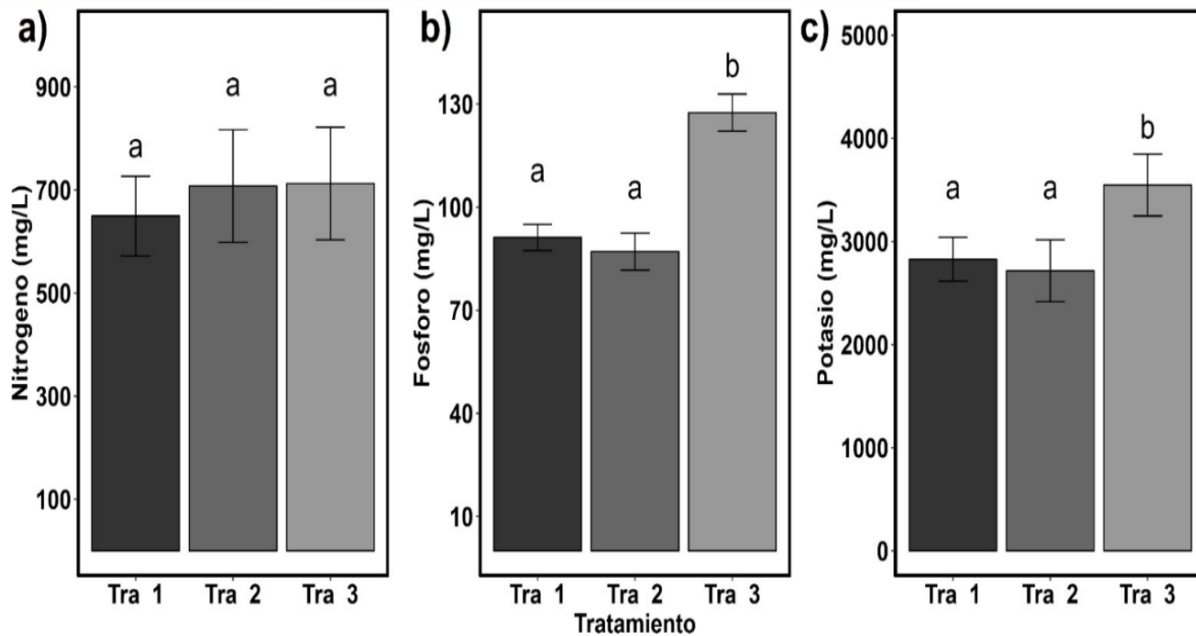 a)
Nitrogeno (mg/L)
900
700
500
300
100
a
a
a
Tra 1 Tra 2 Tra 3
b)
Fosforo (mg/L)
130
100
70
40
10
a
a
b
Tra 1 Tra 2 Tra 3
Tratamiento
c)
Potasio (mg/L)
5000
4000
3000
2000
1000
0
a
a
b
Tra 1 Tra 2 Tra 3